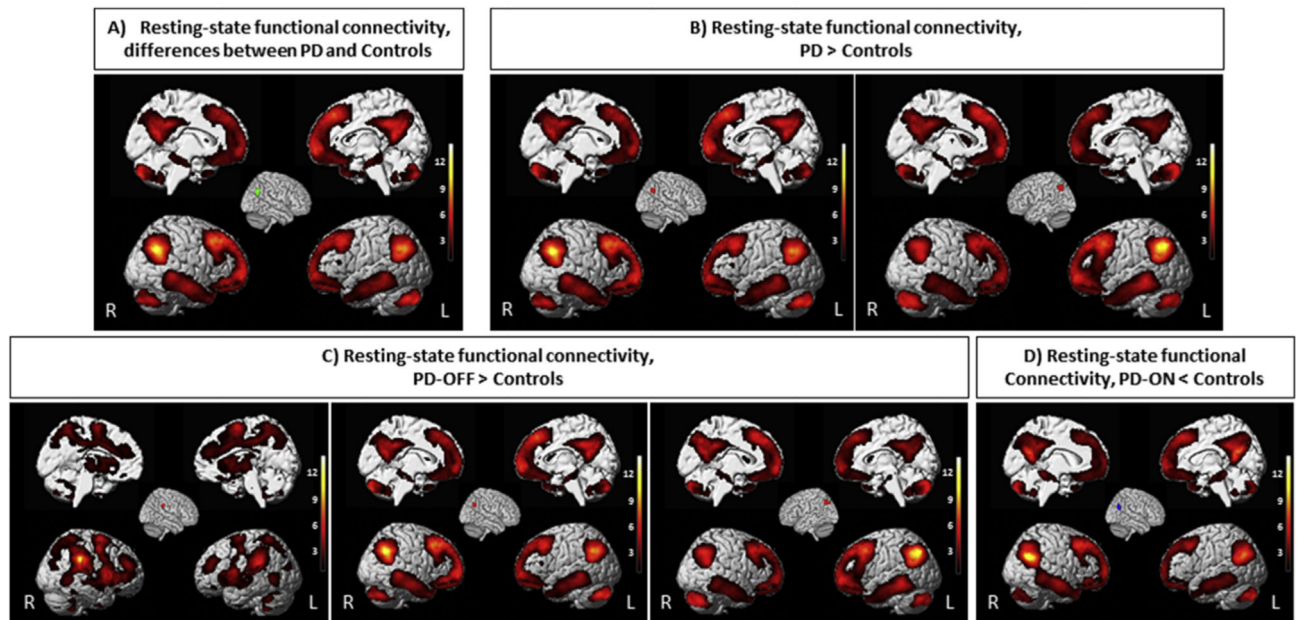 A) Resting-state functional connectivity,
differences between PD and Controls
B) Resting-state functional connectivity,
PD > Controls
12
9
6
3
R
L
12
9
6
3
R
L
12
9
6
3
R
L
C) Resting-state functional connectivity,
PD-OFF > Controls
D) Resting-state functional
Connectivity, PD-ON < Controls
12
9
6
3
R
L
12
9
6
3
R
L
12
9
6
3
R
L
12
9
6
3
R
L